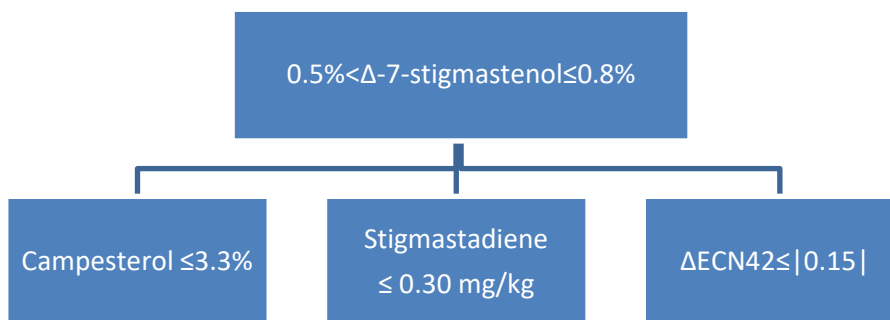 0.5%<Δ-7-stigmastenol≤0.8%
Campesterol ≤3.3%
Stigmastadiene
≤ 0.30 mg/kg
ΔECN42≤|0.15|